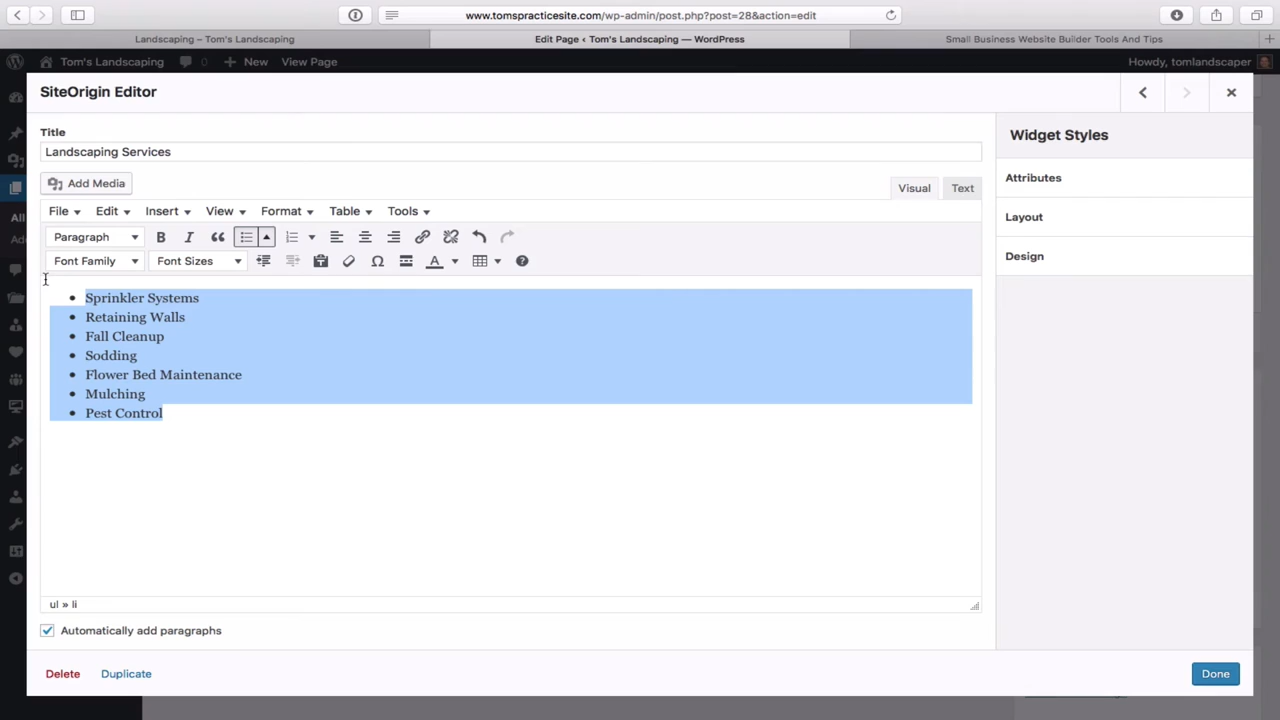 www.tomspracticesite.com/wp-admin/post.php?post=28&action=edit
Landscaping – Tom's Landscaping
Edit Page ‹ Tom's Landscaping — WordPress
Small Business Website Builder Tools And Tips
Tom's Landscaping
0
New
View Page
Howdy, tomlandscaper
SiteOrigin Editor
Title
Landscaping Services
Add Media
Visual
Text
File
Edit
Insert
View
Format
Table
Tools
Paragraph
Font Family
Font Sizes
• Sprinkler Systems
• Retaining Walls
• Fall Cleanup
• Sodding
• Flower Bed Maintenance
• Mulching
• Pest Control
ul » li
Automatically add paragraphs
Delete
Duplicate
Done
Widget Styles
Attributes
Layout
Design
All